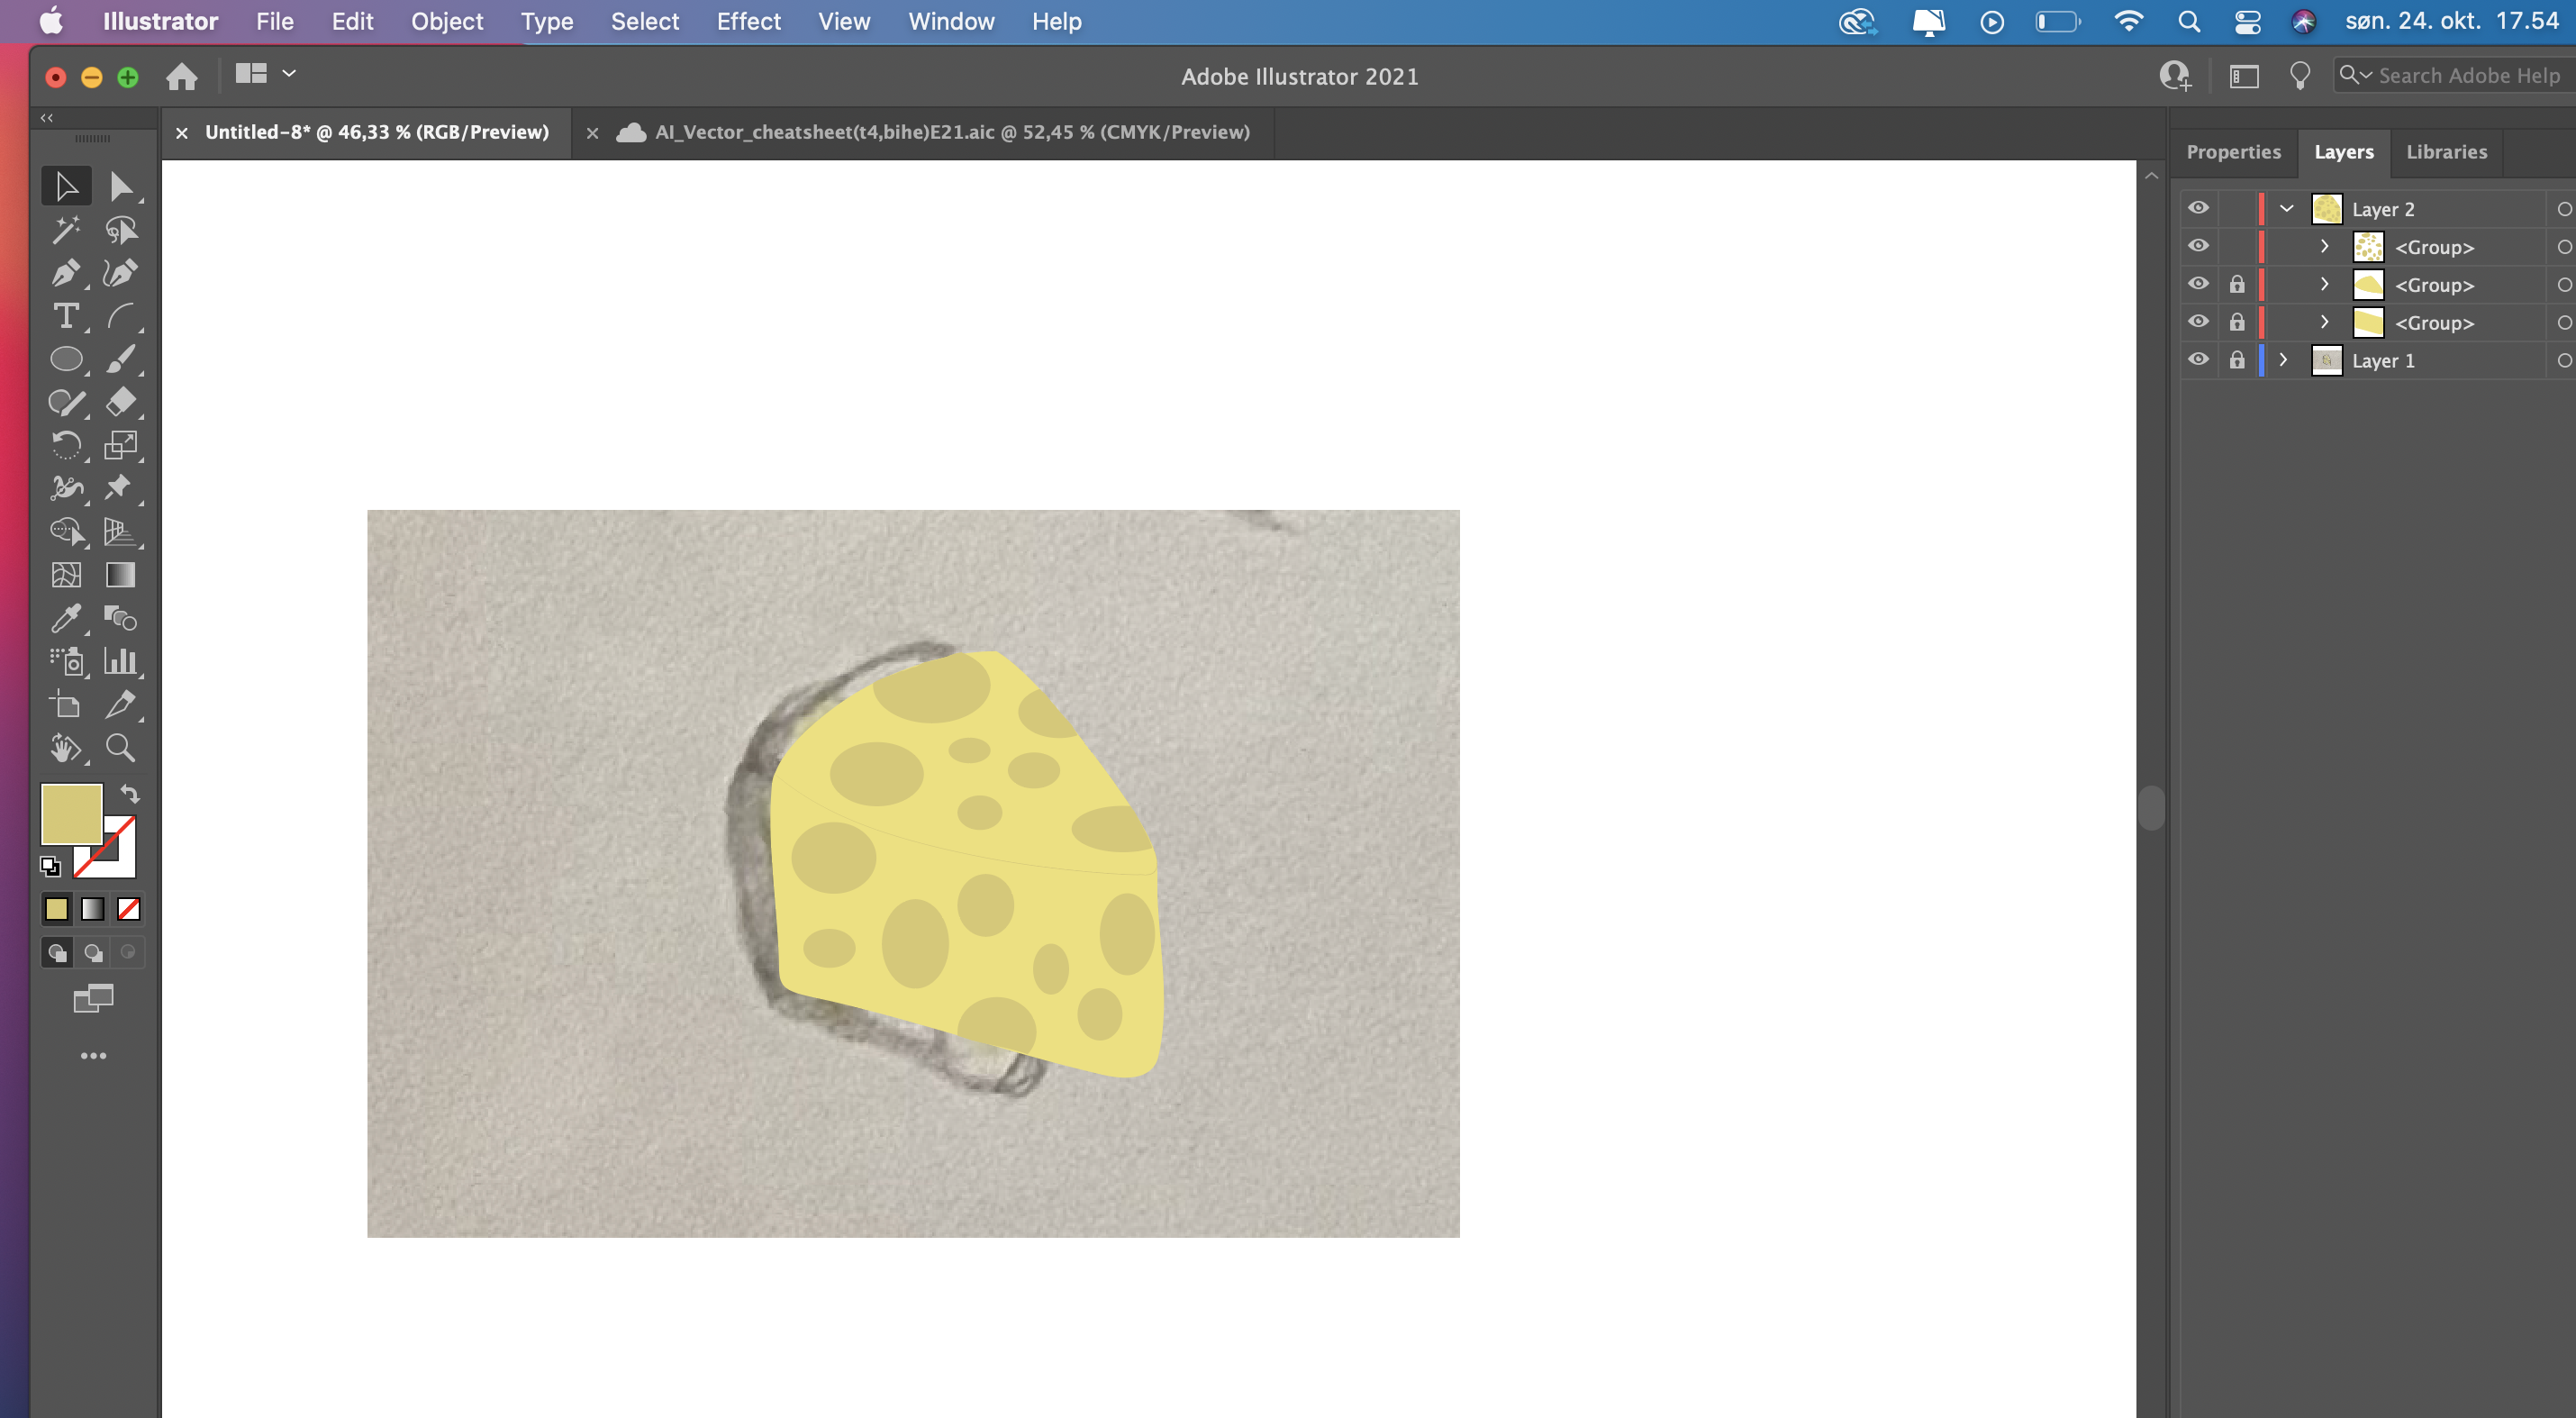 Illustrator File Edit Object Type Select Effect View Window Help søn. 24. okt. 17.54
Adobe Illustrator 2021
Search Adobe Help
Untitled-8* @ 46,33 % (RGB/Preview)
AI_Vector_cheatsheet(t4,bihe)E21.aic @ 52,45 % (CMYK/Preview)
Properties Layers Libraries
Layer 2
<Group>
<Group>
<Group>
Layer 1